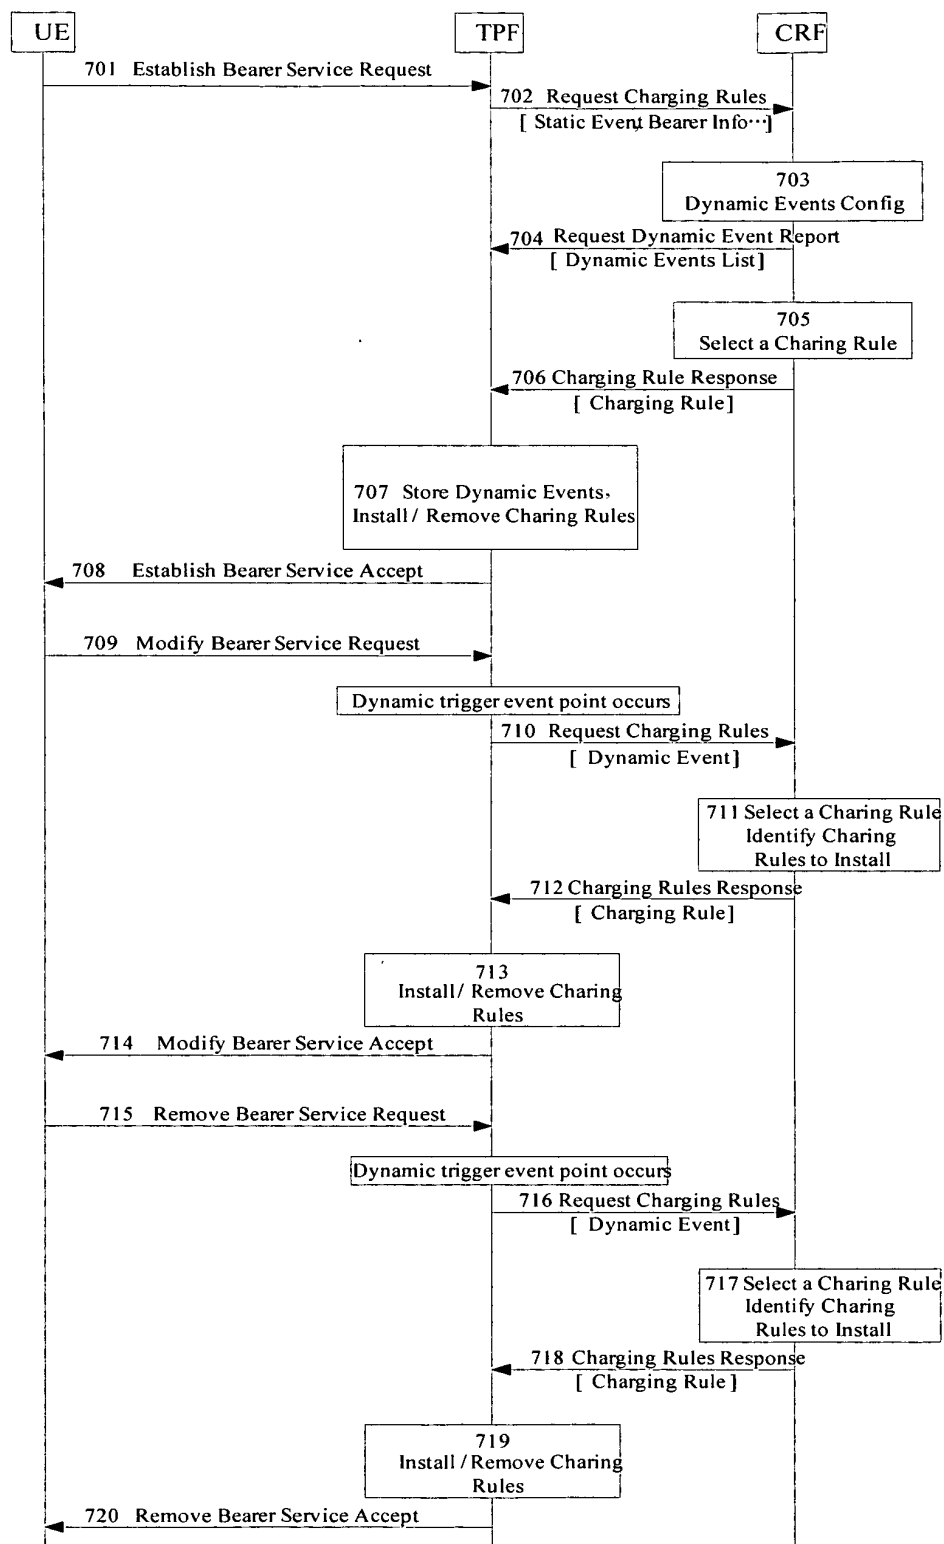 UE
TPF
CRF
701 Establish Bearer Service Request
702 Request Charging Rules
[ Static Event, Bearer Info…]
703
Dynamic Events Config
704 Request Dynamic Event Report
[ Dynamic Events List]
705
Select a Charing Rule
706 Charging Rule Response
[ Charging Rule]
707 Store Dynamic Events,
Install / Remove Charing Rules
708 Establish Bearer Service Accept
709 Modify Bearer Service Request
Dynamic trigger event point occurs
710 Request Charging Rules
[ Dynamic Event]
711 Select a Charing Rule
Identify Charing
Rules to Install
712 Charging Rules Response
[ Charging Rule]
713
Install / Remove Charing
Rules
714 Modify Bearer Service Accept
715 Remove Bearer Service Request
Dynamic trigger event point occurs
716 Request Charging Rules
[ Dynamic Event]
717 Select a Charing Rule
Identify Charing
Rules to Install
718 Charging Rules Response
[ Charging Rule]
719
Install / Remove Charing
Rules
720 Remove Bearer Service Accept